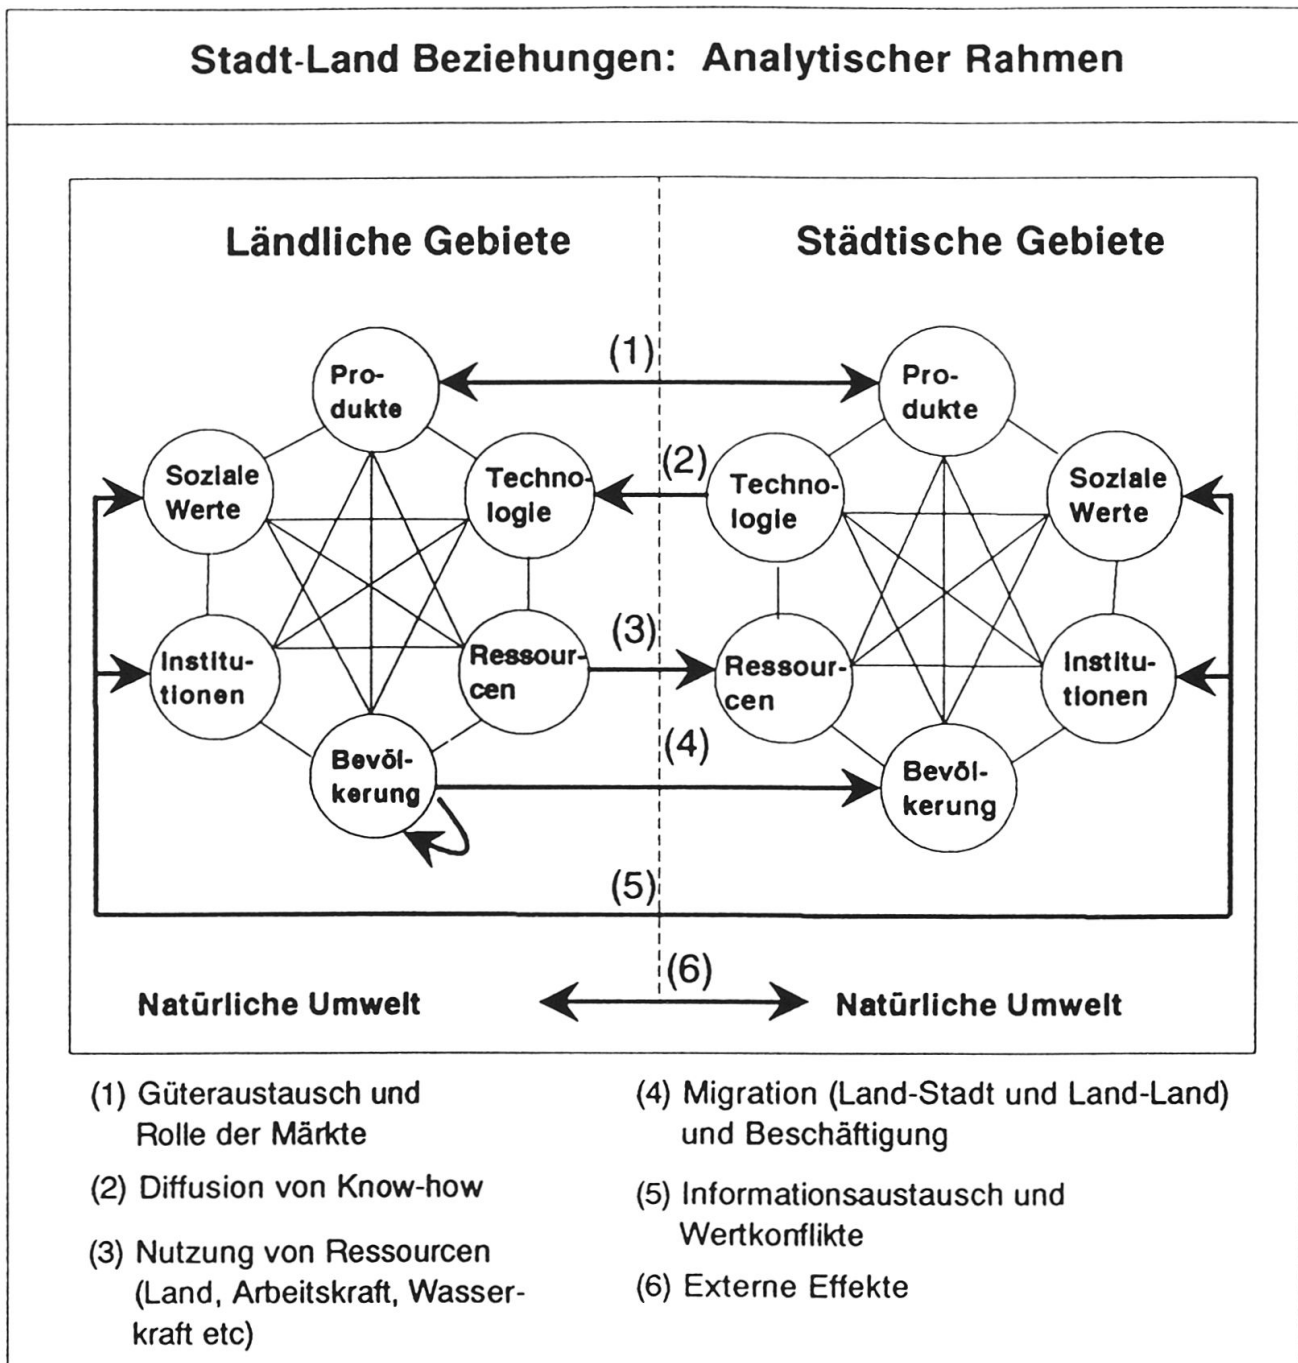 Stadt-Land Beziehungen: Analytischer Rahmen
Ländliche Gebiete
Städtische Gebiete
(1)
Pro-
dukte
Pro-
dukte
(2)
Soziale
Werte
Techno-
logie
Techno-
logie
Soziale
Werte
(3)
Institu-
tionen
Ressour-
cen
Ressour-
cen
Institu-
tionen
(4)
Bevöl-
kerung
Bevöl-
kerung
(5)
(6)
Natürliche Umwelt
Natürliche Umwelt
(1) Güteraustausch und
Rolle der Märkte
(2) Diffusion von Know-how
(3) Nutzung von Ressourcen
(Land, Arbeitskraft, Wasser-
kraft etc)
(4) Migration (Land-Stadt und Land-Land)
und Beschäftigung
(5) Informationsaustausch und
Wertkonflikte
(6) Externe Effekte